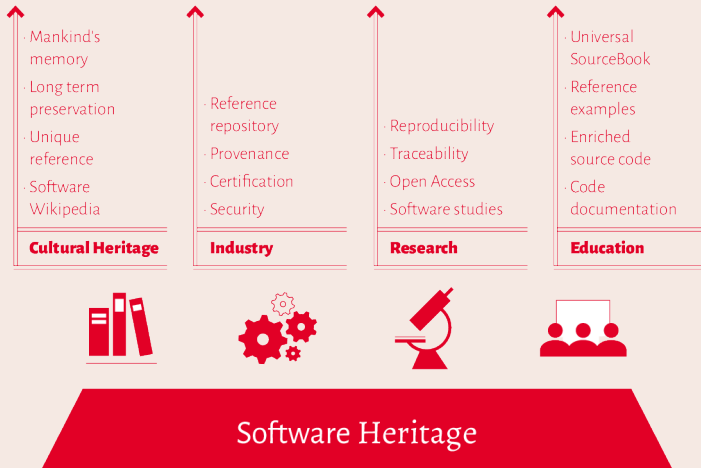 · Mankind's
memory
· Long term
preservation
· Unique
reference
· Software
Wikipedia
Cultural Heritage
· Reference
repository
· Provenance
· Certification
· Security
Industry
· Reproducibility
· Traceability
· Open Access
· Software studies
Research
· Universal
SourceBook
· Reference
examples
· Enriched
source code
· Code
documentation
Education
Software Heritage